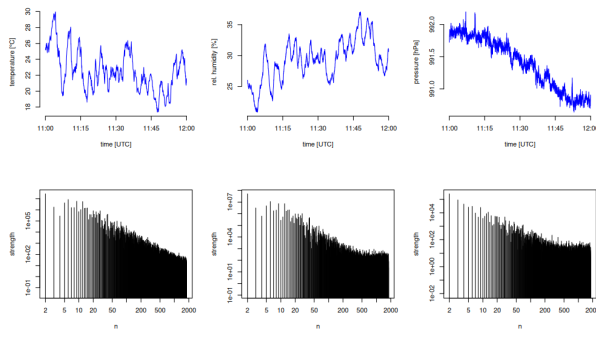 temperature [°C]
30
28
26
24
22
20
18
11:00 11:15 11:30 11:45 12:00
time [UTC]
rel. humidity [%]
35
30
25
11:00 11:15 11:30 11:45 12:00
time [UTC]
pressure [hPa]
992.0
991.5
991.0
11:00 11:15 11:30 11:45 12:00
time [UTC]
strength
1e+05
1e+02
1e-01
2 5 10 20 50 200 500 2000
n
strength
1e+07
1e+04
1e+01
1e-02
2 5 10 20 50 200 500 2000
n
strength
1e+04
1e+02
1e+00
1e-02
2 5 10 20 50 200 500 2000
n